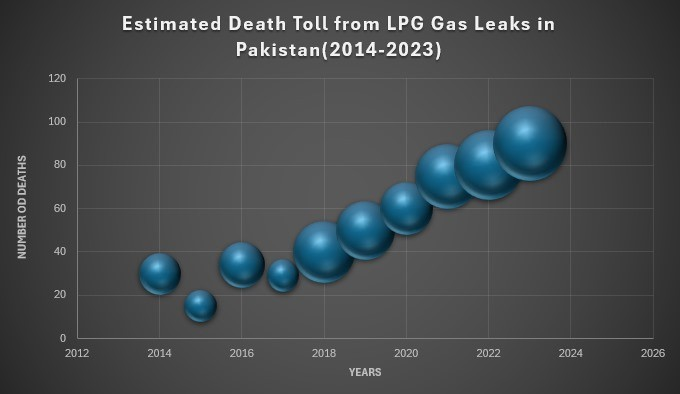 Estimated Death Toll from LPG Gas Leaks in
Pakistan(2014-2023)
120
100
80
60
40
20
0
NUMBER OD DEATHS
2012 2014 2016 2018 2020 2022 2024 2026
YEARS